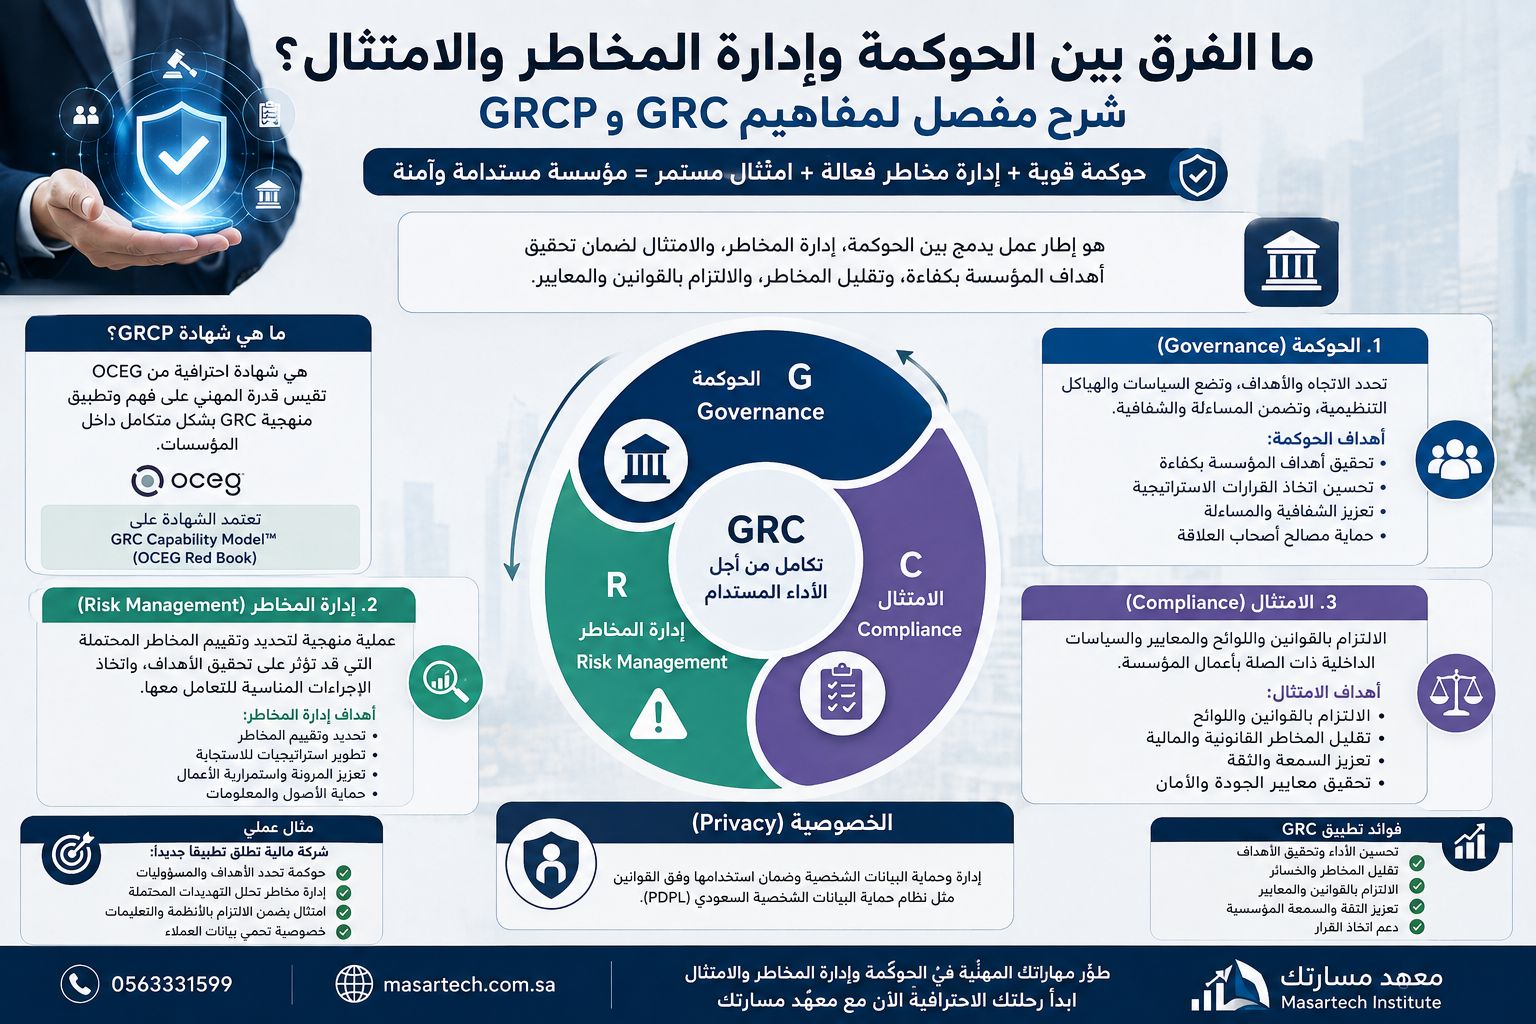 ما الفرق بين الحوكمة وإدارة المخاطر والامتثال؟
شرح مفصل لمفاهيم GRC و GRCP
حوكمة قوية + إدارة مخاطر فعالة + امتثال مستمر = مؤسسة مستدامة وآمنة
هو إطار عمل يدمج بين الحوكمة، إدارة المخاطر، والامتثال لضمان تحقيق
أهداف المؤسسة بكفاءة، وتقليل المخاطر، والالتزام بالقوانين والمعايير.
1. الحوكمة (Governance)
تحدد الاتجاه والأهداف، وتضع السياسات والهياكل
التنظيمية، وتضمن المساءلة والشفافية.
أهداف الحوكمة:
• تحقيق أهداف المؤسسة بكفاءة
• تحسين اتخاذ القرارات الاستراتيجية
• تعزيز الشفافية والمساءلة
• حماية مصالح أصحاب العلاقة
ما هي شهادة GRCP؟
هي شهادة احترافية من OCEG
تقيس قدرة المهني على فهم وتطبيق
منهجية GRC بشكل متكامل داخل
المؤسسات.
oceg
تعتمد الشهادة على
GRC Capability Model™
(OCEG Red Book)
G الحوكمة
Governance
GRC
تكامل من أجل
الأداء المستدام
C
الامتثال
Compliance
R
إدارة المخاطر
Risk Management
2. إدارة المخاطر (Risk Management)
عملية منهجية لتحديد وتقييم المخاطر المحتملة
التي قد تؤثر على تحقيق الأهداف، واتخاذ
الإجراءات المناسبة للتعامل معها.
أهداف إدارة المخاطر:
• تحديد وتقييم المخاطر
• تطوير استراتيجيات للاستجابة
• تعزيز المرونة واستمرارية الأعمال
• حماية الأصول والمعلومات
3. الامتثال (Compliance)
الالتزام بالقوانين واللوائح والمعايير والسياسات
الداخلية ذات الصلة بأعمال المؤسسة.
أهداف الامتثال:
• الالتزام بالقوانين واللوائح
• تقليل المخاطر القانونية والمالية
• تعزيز السمعة والثقة
• تحقيق معايير الجودة والأمان
الخصوصية (Privacy)
إدارة وحماية البيانات الشخصية وضمان استخدامها وفق القوانين
مثل نظام حماية البيانات الشخصية السعودي (PDPL).
مثال عملي
شركة مالية تطلق تطبيقا جديدا:
حوكمة تحدد الأهداف والمسؤوليات
إدارة مخاطر تحلل التهديدات المحتملة
امتثال يضمن الالتزام بالأنظمة والتعليمات
خصوصية تحمي بيانات العملاء
فوائد تطبيق GRC
تحسين الأداء وتحقيق الأهداف
تقليل المخاطر والخسائر
الالتزام بالقوانين والمعايير
تعزيز الثقة والسمعة المؤسسية
دعم اتخاذ القرار
معهد مسارتك
Masartech Institute
طوّر مهاراتك المهنية في الحوكمة وإدارة المخاطر والامتثال
ابدأ رحلتك الاحترافية الآن مع معهد مسارتك
masartech.com.sa
0563331599